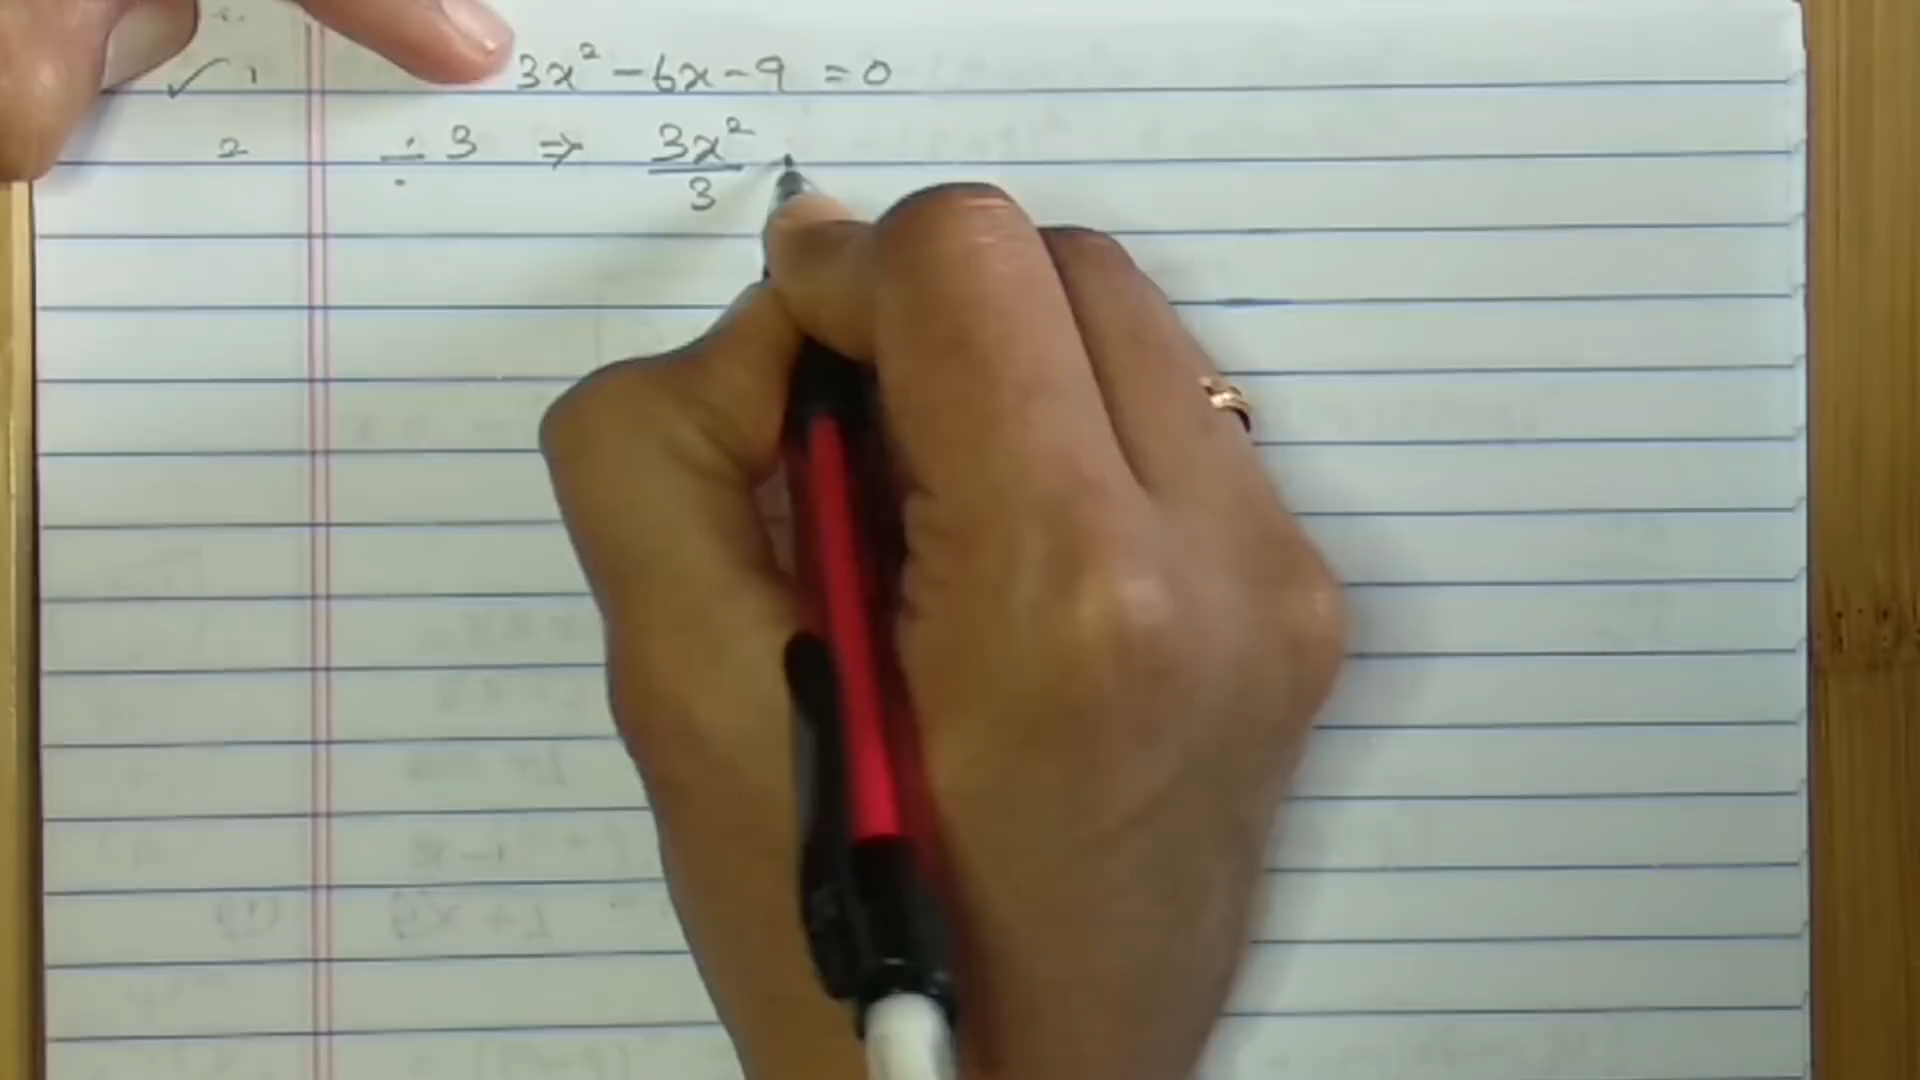 ✓ 1 3x² - 6x - 9 = 0
2 ÷ 3 ⇒ 3x²/3